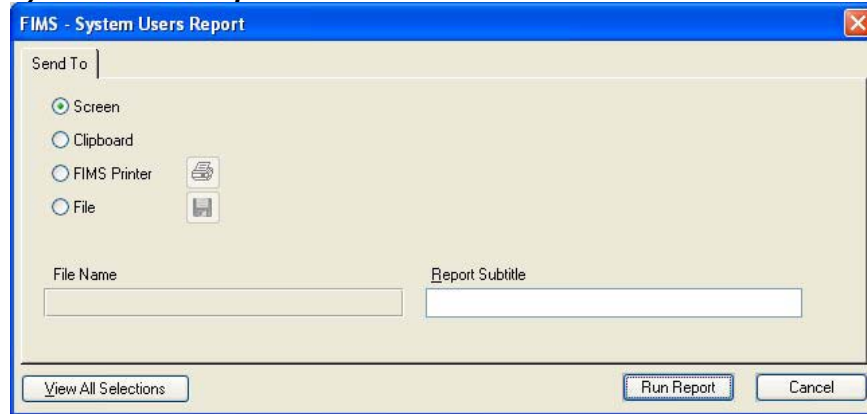 FIMS - System Users Report
Send To
Screen
Clipboard
FIMS Printer
File
File Name Report Subtitle
View All Selections Run Report Cancel